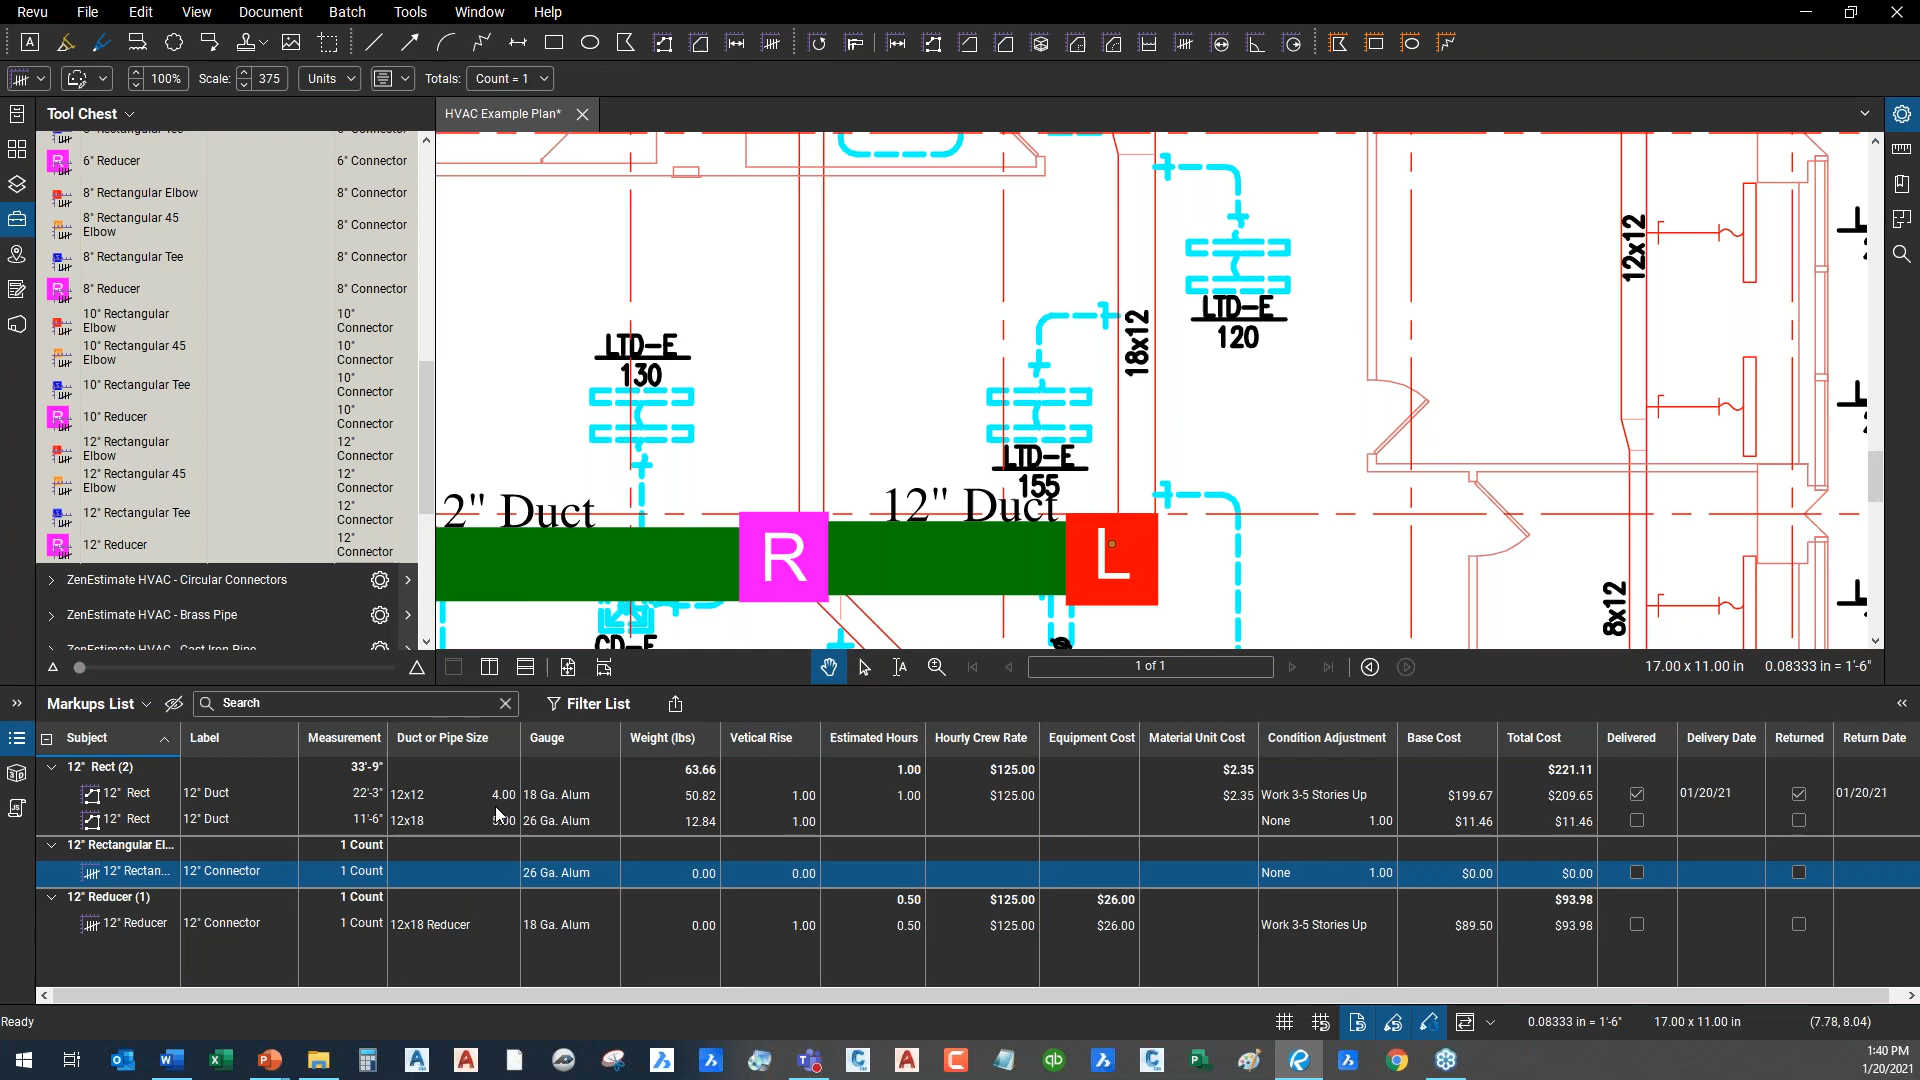 Revu File Edit View Document Batch Tools Window Help
100% Scale: 375 Units Totals: Count = 1
Tool Chest
HVAC Example Plan*
6" Reducer 6" Connector
8" Rectangular Elbow 8" Connector
8" Rectangular 45 Elbow 8" Connector
8" Rectangular Tee 8" Connector
8" Reducer 8" Connector
10" Rectangular Elbow 10" Connector
10" Rectangular 45 Elbow 10" Connector
10" Rectangular Tee 10" Connector
10" Reducer 10" Connector
12" Rectangular Elbow 12" Connector
12" Rectangular 45 Elbow 12" Connector
12" Rectangular Tee 12" Connector
12" Reducer 12" Connector
ZenEstimate HVAC - Circular Connectors
ZenEstimate HVAC - Brass Pipe
ZenEstimate HVAC - Cast Iron Pipe
LTD-E
130
LTD-E
155
LTD-E
120
18x12
12x12
8x12
2" Duct
12" Duct
R
L
CD-E
1 of 1
17.00 x 11.00 in 0.08333 in = 1'-6"
Markups List Search Filter List
Subject Label Measurement Duct or Pipe Size Gauge Weight (lbs) Vetical Rise Estimated Hours Hourly Crew Rate Equipment Cost Material Unit Cost Condition Adjustment Base Cost Total Cost Delivered Delivery Date Returned Return Date
12" Rect (2) 33'-9" 63.66 1.00 $125.00 $2.35 $221.11
12" Rect 12" Duct 22'-3" 12x12 4.00 18 Ga. Alum 50.82 1.00 1.00 $125.00 $2.35 Work 3-5 Stories Up $199.67 $209.65 01/20/21 01/20/21
12" Rect 12" Duct 11'-6" 12x18 26 Ga. Alum 12.84 1.00 None 1.00 $11.46 $11.46
12" Rectangular El... 1 Count
12" Rectan... 12" Connector 1 Count 26 Ga. Alum 0.00 0.00 None 1.00 $0.00 $0.00
12" Reducer (1) 1 Count 0.50 $125.00 $26.00 $93.98
12" Reducer 12" Connector 1 Count 12x18 Reducer 18 Ga. Alum 0.00 1.00 0.50 $125.00 $26.00 Work 3-5 Stories Up $89.50 $93.98
Ready 0.08333 in = 1'-6" 17.00 x 11.00 in (7.78, 8.04)
1:40 PM
1/20/2021